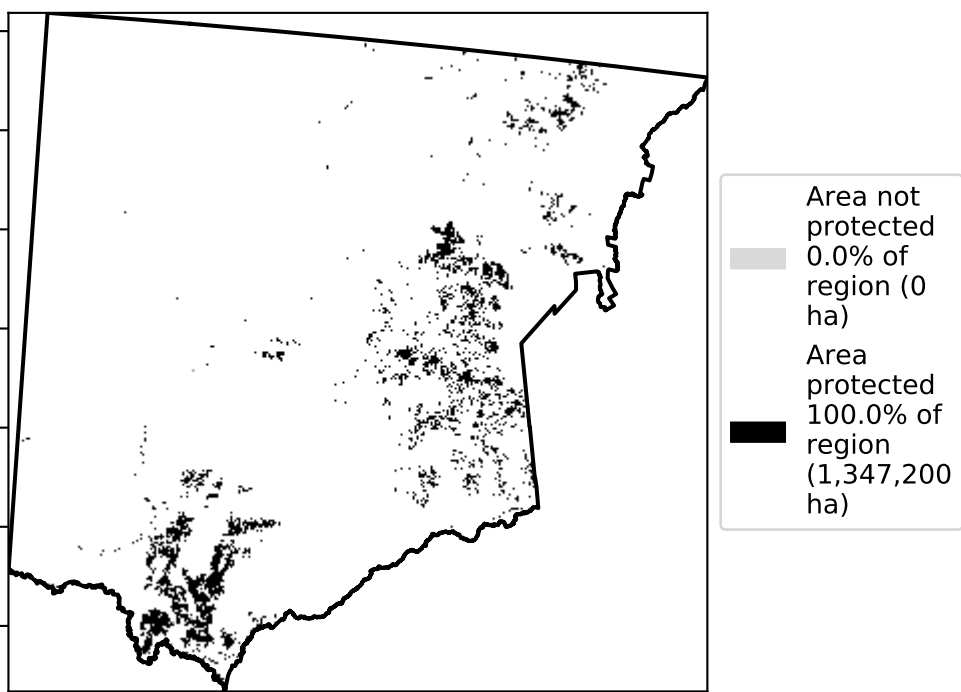 Area not
protected
0.0% of
region (0
ha)
Area
protected
100.0% of
region
(1,347,200
ha)